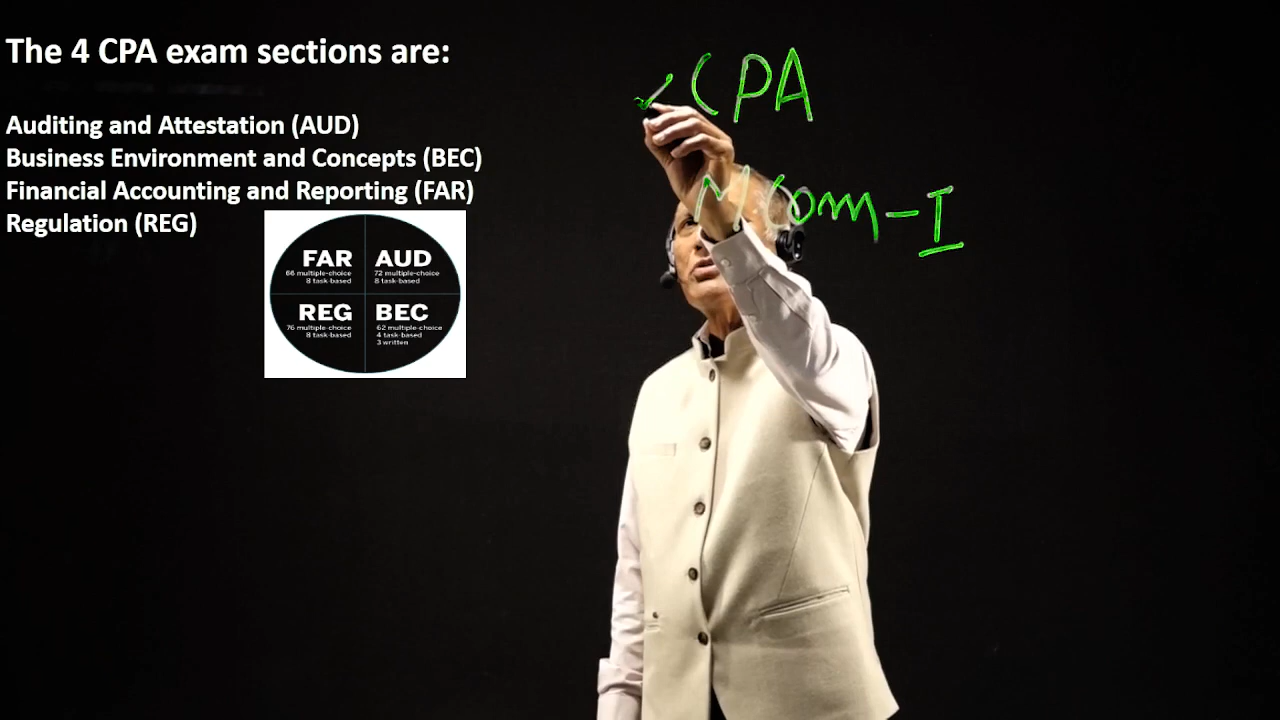 The 4 CPA exam sections are:
Auditing and Attestation (AUD)
Business Environment and Concepts (BEC)
Financial Accounting and Reporting (FAR)
Regulation (REG)
FAR
66 multiple-choice
8 task-based
AUD
72 multiple-choice
8 task-based
REG
76 multiple-choice
8 task-based
BEC
62 multiple-choice
4 task-based
3 written
✓ CPA
M Com-I